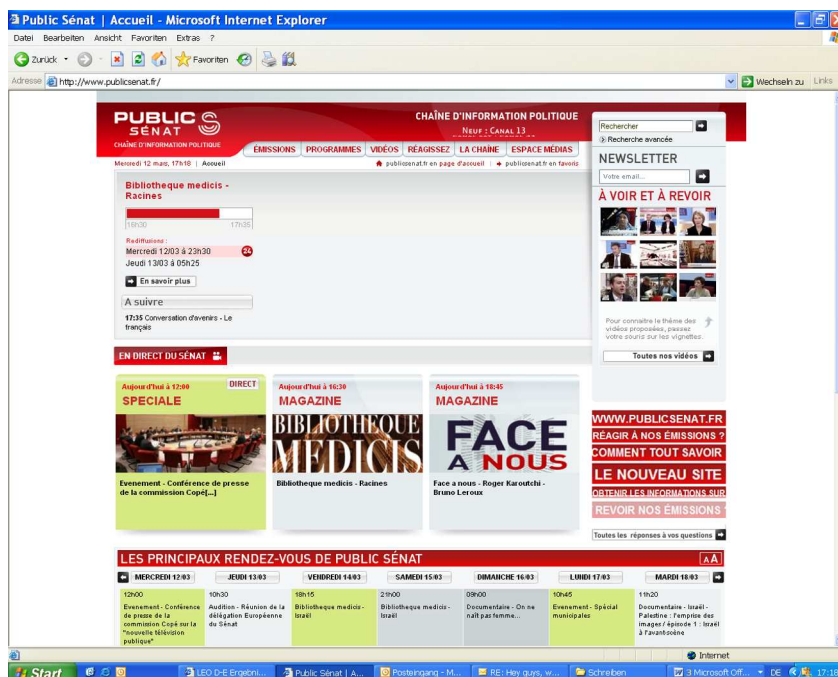 Public Sénat | Accueil - Microsoft Internet Explorer
Datei Bearbeiten Ansicht Favoriten Extras ?
Zurück Favoriten
Adresse http://www.publicsenat.fr/ Wechseln zu Links
PUBLIC S
SÉNAT
CHAÎNE D'INFORMATION POLITIQUE
CHAÎNE D'INFORMATION POLITIQUE
NEUF : CANAL 13
ÉMISSIONS PROGRAMMES VIDÉOS RÉAGISSEZ LA CHAÎNE ESPACE MÉDIAS
Mercredi 12 mars, 17h18 | Accueil
publicsenat.fr en page d'accueil | publicsenat.fr en favoris
Rechercher
Recherche avancée
NEWSLETTER
Votre email...
À VOIR ET À REVOIR
Pour connaitre le thème des
vidéos proposées, passez
votre souris sur les vignettes.
Toutes nos vidéos
Bibliotheque medicis -
Racines
16h30 17h35
Rediffusions :
Mercredi 12/03 à 23h30 24
Jeudi 13/03 à 05h25
En savoir plus
A suivre
17:35 Conversation d'avenirs - Le
français
EN DIRECT DU SÉNAT
Aujourd'hui à 12:00 DIRECT
SPECIALE
Evenement - Conférence de presse
de la commission Copé[...]
Aujourd'hui à 16:30
MAGAZINE
BIBLIOTHEQUE
MEDICIS
Bibliotheque medicis - Racines
Aujourd'hui à 18:45
MAGAZINE
FACE
A NOUS
Face a nous - Roger Karoutchi -
Bruno Leroux
WWW.PUBLICSENAT.FR
RÉAGIR À NOS ÉMISSIONS ?
COMMENT TOUT SAVOIR
LE NOUVEAU SITE
OBTENIR LES INFORMATIONS SUR
REVOIR NOS ÉMISSIONS
Toutes les réponses à vos questions
LES PRINCIPAUX RENDEZ-VOUS DE PUBLIC SÉNAT AA
MERCREDI 12/03 JEUDI 13/03 VENDREDI 14/03 SAMEDI 15/03 DIMANCHE 16/03 LUNDI 17/03 MARDI 18/03
12h00
Evenement - Conférence
de presse de la
commission Copé sur la
"nouvelle télévision
publique"
10h30
Audition - Réunion de la
délégation Européenne
du Sénat
18h15
Bibliotheque medicis -
Israël
21h00
Bibliotheque medicis -
Israël
09h00
Documentaire - On ne
naît pas femme...
10h45
Evenement - Spécial
municipales
11h20
Documentaire - Israël -
Palestine : l'emprise des
images / épisode 1 : Israël
à l'avant-scène
Internet
Start LEO D-E Ergebni... Public Sénat | A... Posteingang - M... RE: Hey guys, w... Schreiben 3 Microsoft Off... DE 17:18